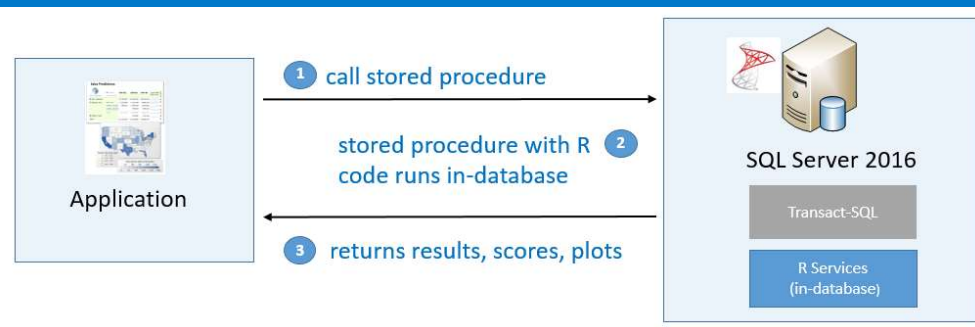 1 call stored procedure
stored procedure with R 2
code runs in-database
3 returns results, scores, plots
Application
SQL Server 2016
Transact-SQL
R Services
(in-database)